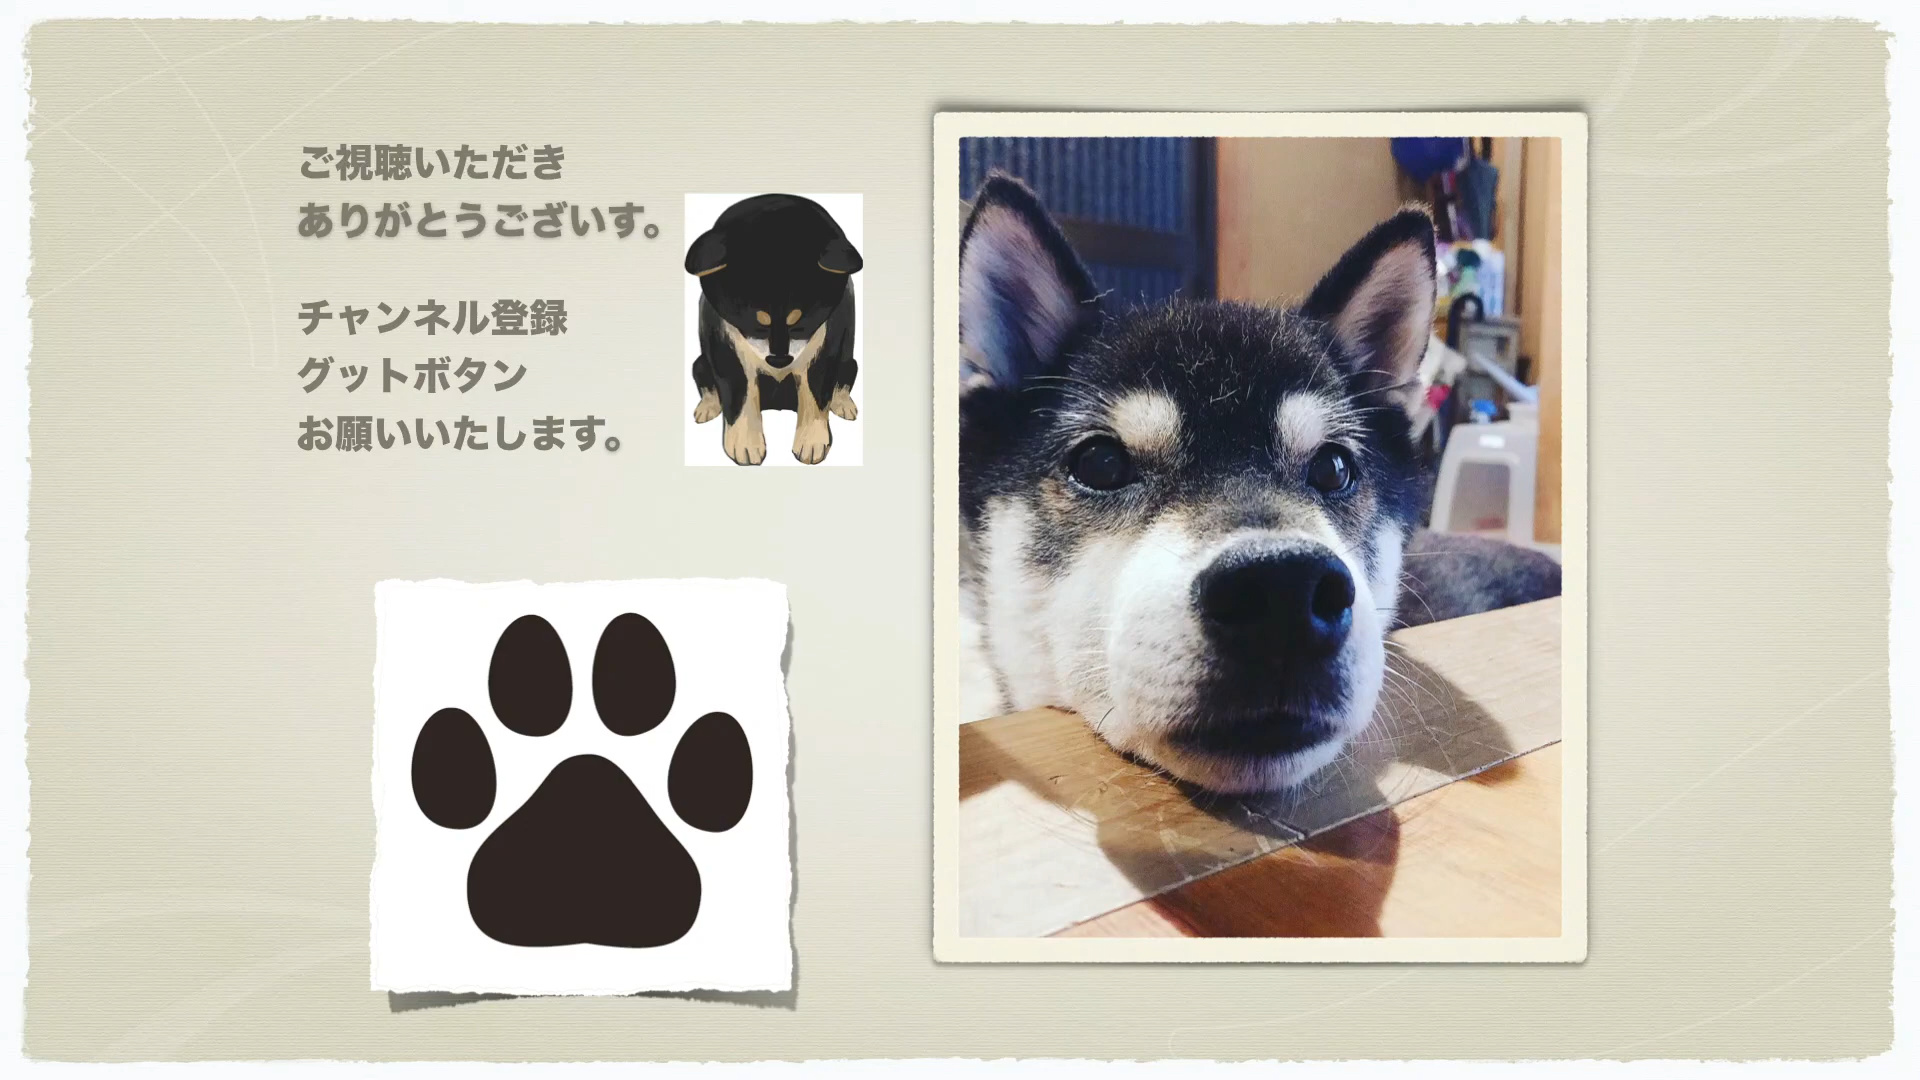 ご視聴いただき
ありがとうございす。
チャンネル登録
グットボタン
お願いいたします。